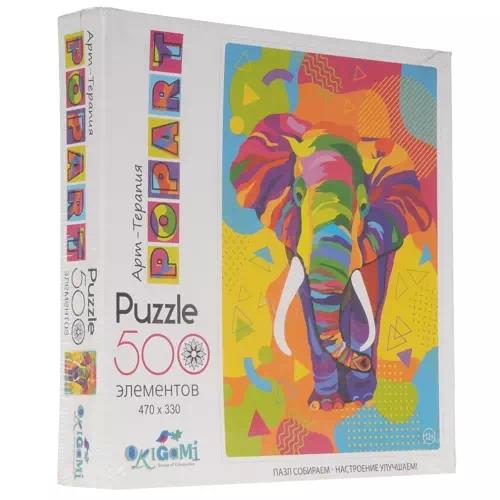 Арт-Терапия
POPART
Puzzle
500
элементов
Арт-Терапия
POPART
Puzzle
500
элементов
470 x 330
ORIGAMI
12+
ПАЗЛ СОБИРАЕМ - НАСТРОЕНИЕ УЛУЧШАЕМ!